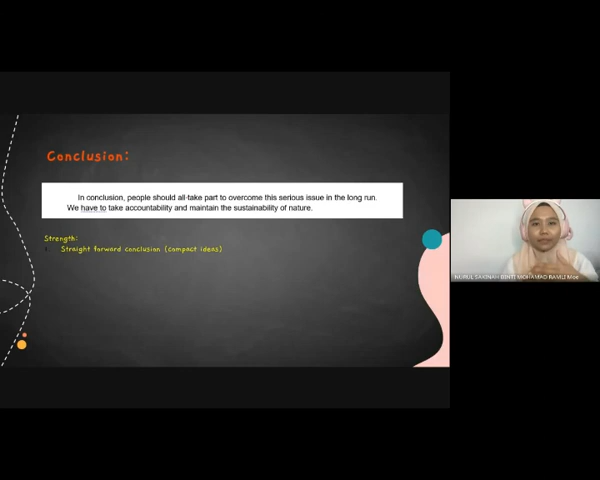 Conclusion:
In conclusion, people should all take part to overcome this serious issue in the long run.
We have to take accountability and maintain the sustainability of nature.
Strength:
Straight forward conclusion (compact ideas)
NURUL SAKINAH BINTI MOHAMAD RAMLI Moe